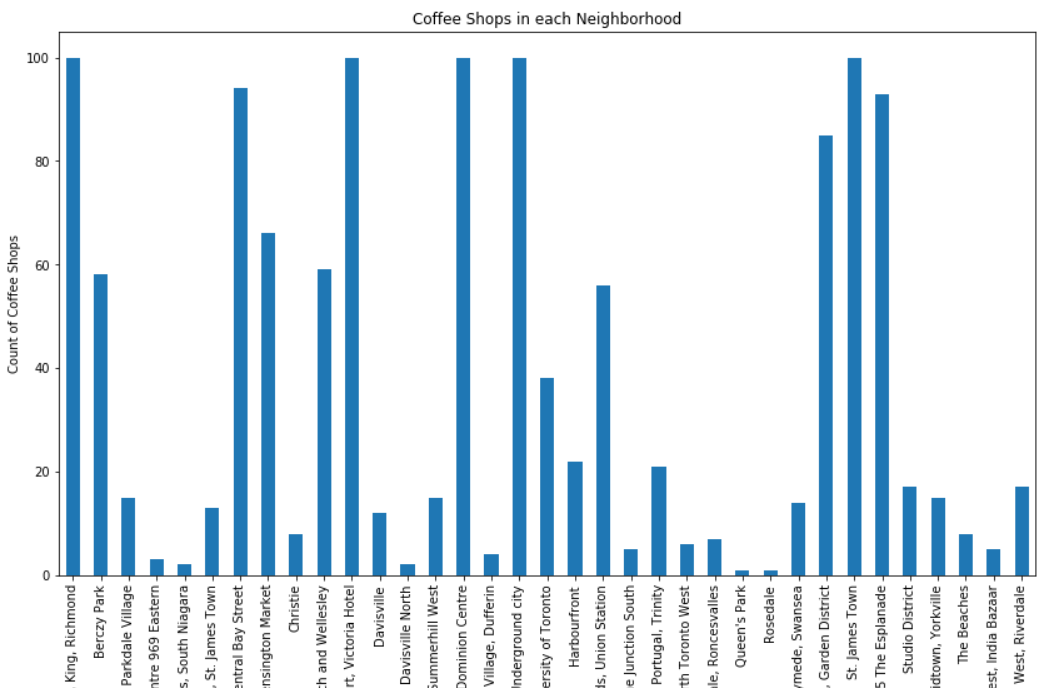 Coffee Shops in each Neighborhood
Count of Coffee Shops
100
80
60
40
20
0
King, Richmond
Berczy Park
Parkdale Village
ntre 969 Eastern
s, South Niagara
, St. James Town
entral Bay Street
ensington Market
Christie
ch and Wellesley
rt, Victoria Hotel
Davisville
Davisville North
Summerhill West
Dominion Centre
Village, Dufferin
Underground city
ersity of Toronto
Harbourfront
ds, Union Station
e Junction South
Portugal, Trinity
rth Toronto West
le, Roncesvalles
Queen's Park
Rosedale
ymede, Swansea
, Garden District
St. James Town
5 The Esplanade
Studio District
ldtown, Yorkville
The Beaches
est, India Bazaar
West, Riverdale